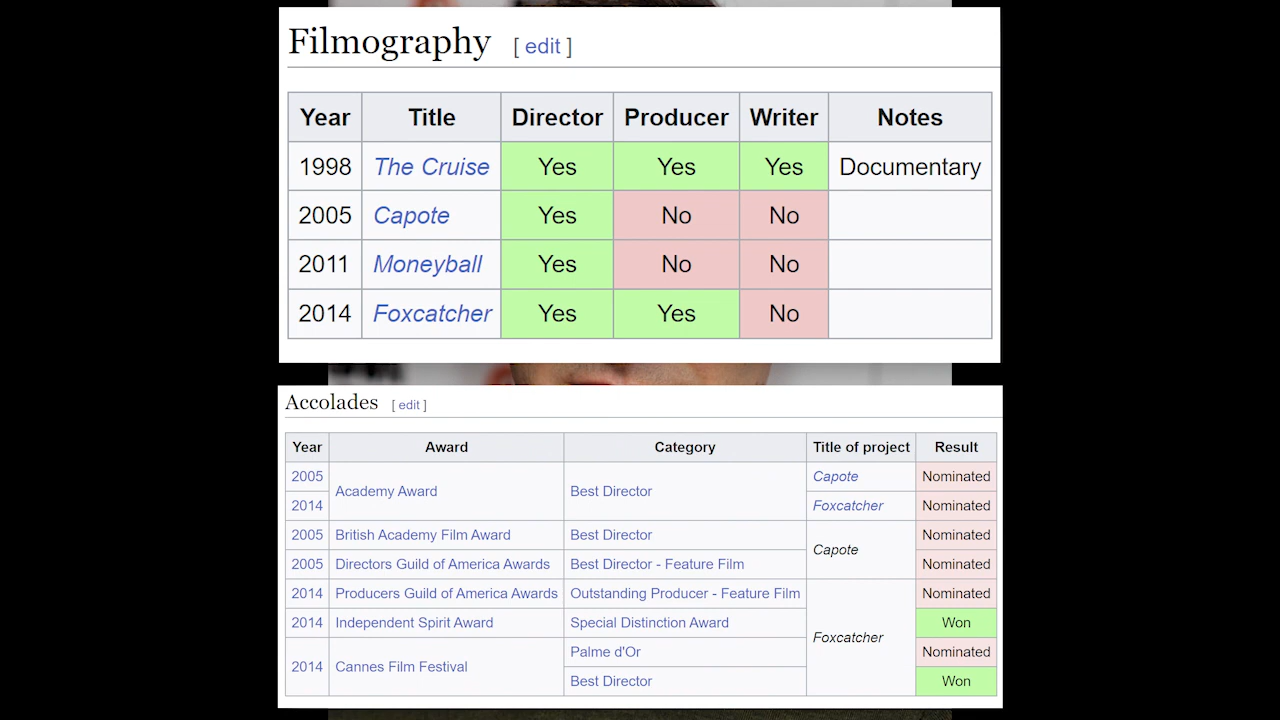 Filmography [ edit ]
Year Title Director Producer Writer Notes
1998 The Cruise Yes Yes Yes Documentary
2005 Capote Yes No No
2011 Moneyball Yes No No
2014 Foxcatcher Yes Yes No
Accolades [ edit ]
Year Award Category Title of project Result
2005 Academy Award Best Director Capote Nominated
2014 Foxcatcher Nominated
2005 British Academy Film Award Best Director Capote Nominated
2005 Directors Guild of America Awards Best Director - Feature Film Nominated
2014 Producers Guild of America Awards Outstanding Producer - Feature Film Foxcatcher Nominated
2014 Independent Spirit Award Special Distinction Award Won
2014 Cannes Film Festival Palme d'Or Nominated
Best Director Won